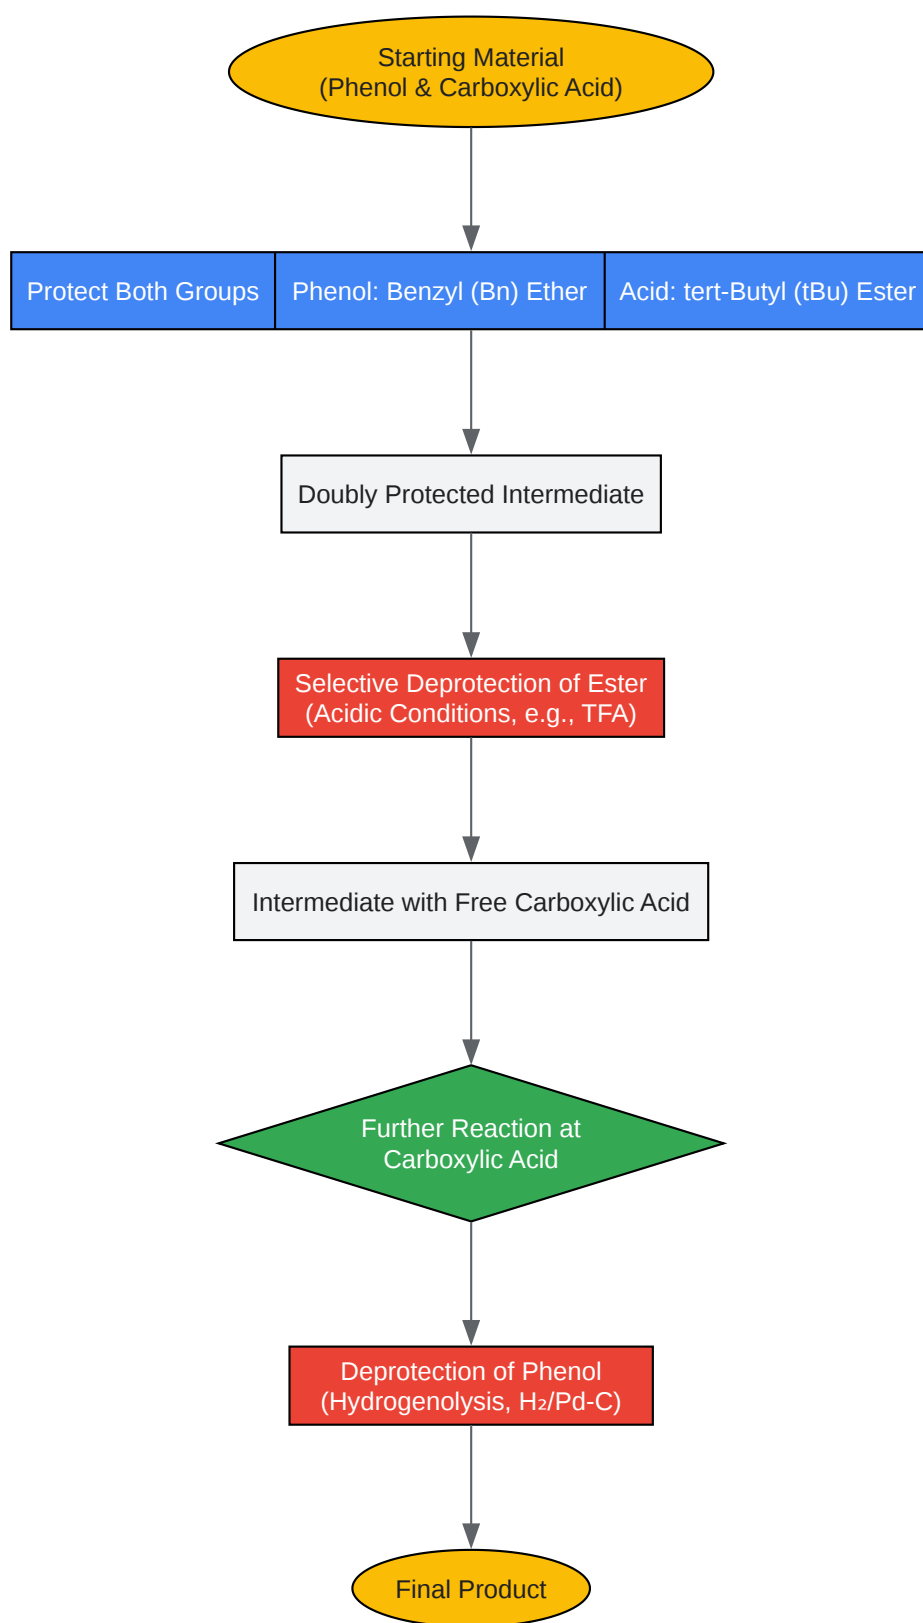 Starting Material
(Phenol & Carboxylic Acid)
Protect Both Groups
Phenol: Benzyl (Bn) Ether
Acid: tert-Butyl (tBu) Ester
Doubly Protected Intermediate
Selective Deprotection of Ester
(Acidic Conditions, e.g., TFA)
Intermediate with Free Carboxylic Acid
Further Reaction at
Carboxylic Acid
Deprotection of Phenol
(Hydrogenolysis, H₂/Pd-C)
Final Product